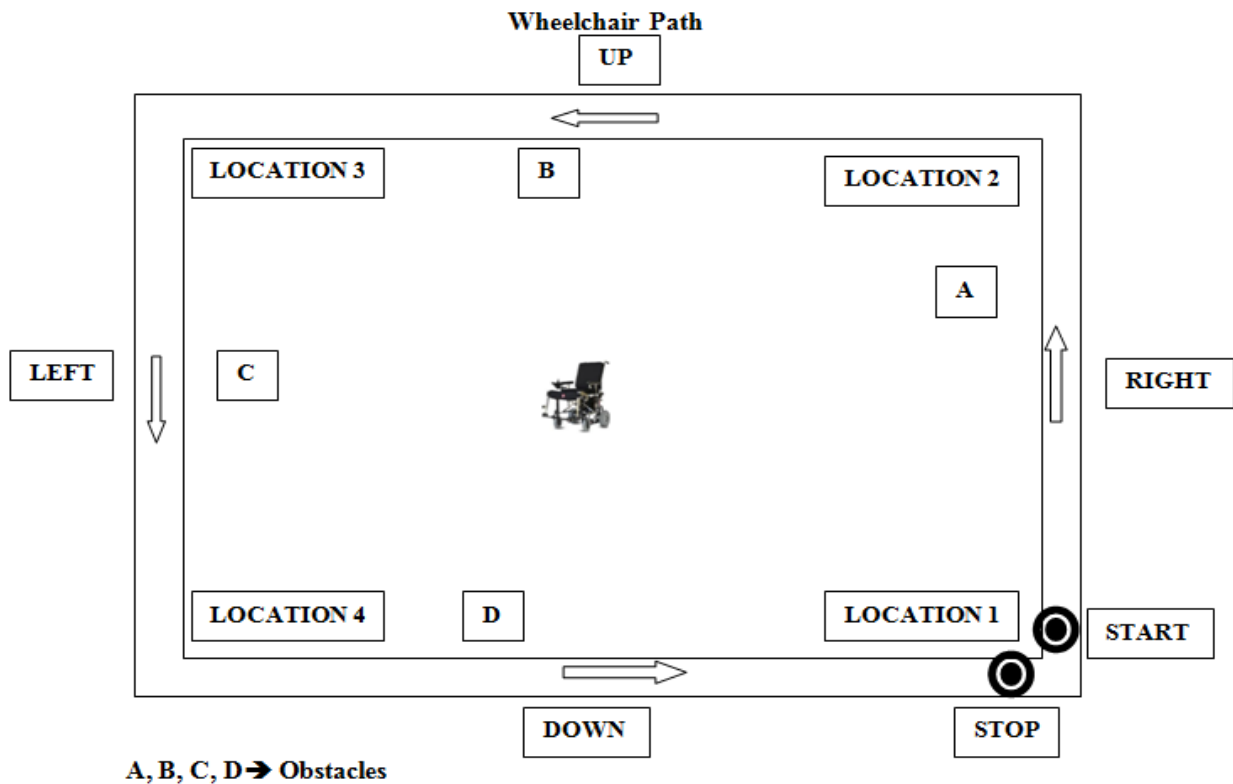 Wheelchair Path
UP
LOCATION 3
B
LOCATION 2
A
LEFT
C
RIGHT
LOCATION 4
D
LOCATION 1
START
DOWN
STOP
A, B, C, D➔ Obstacles